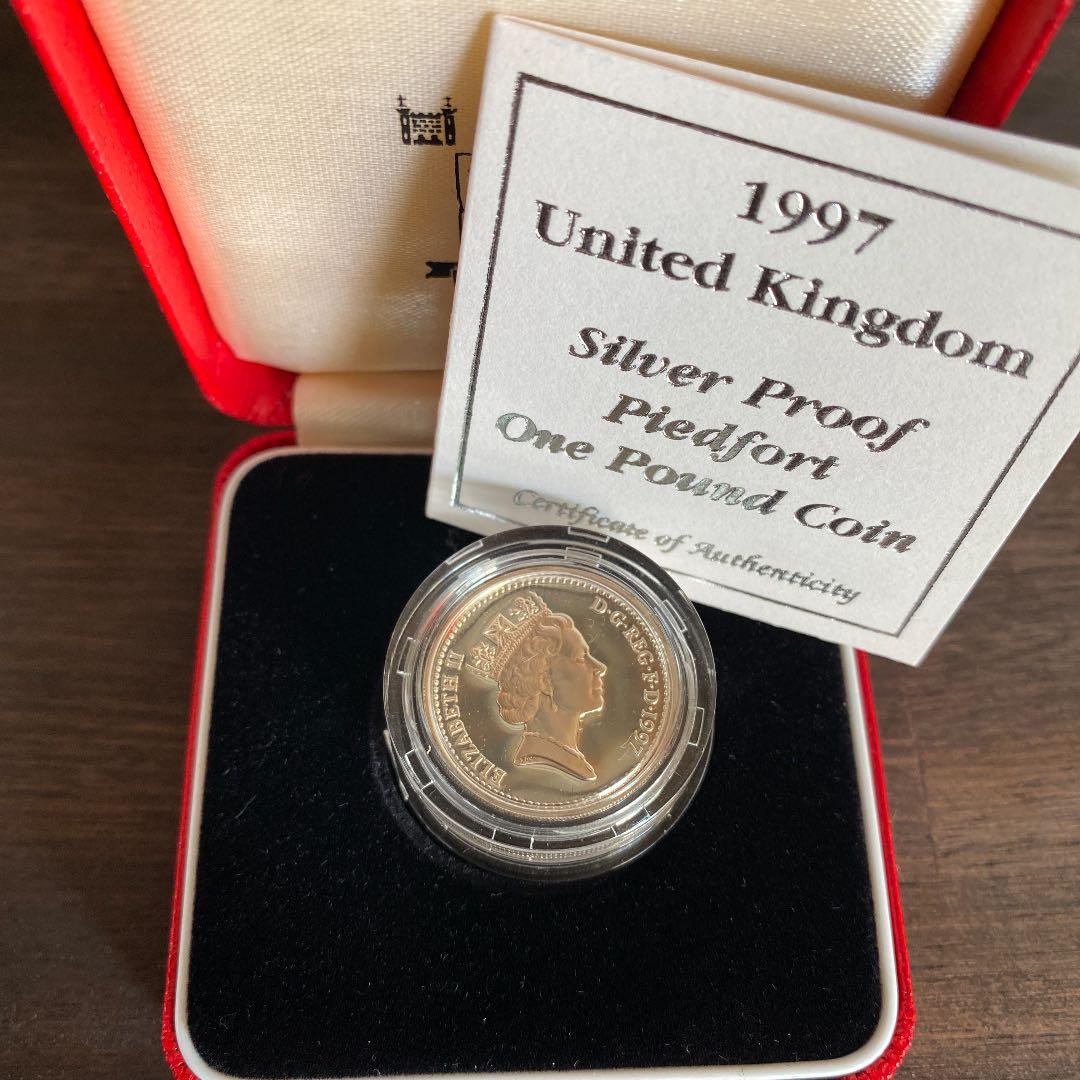 1997
United Kingdom
Silver Proof
Piedfort
One Pound Coin
Certificate of Authenticity
ELIZABETH II
D·G·REG·F·D·1997